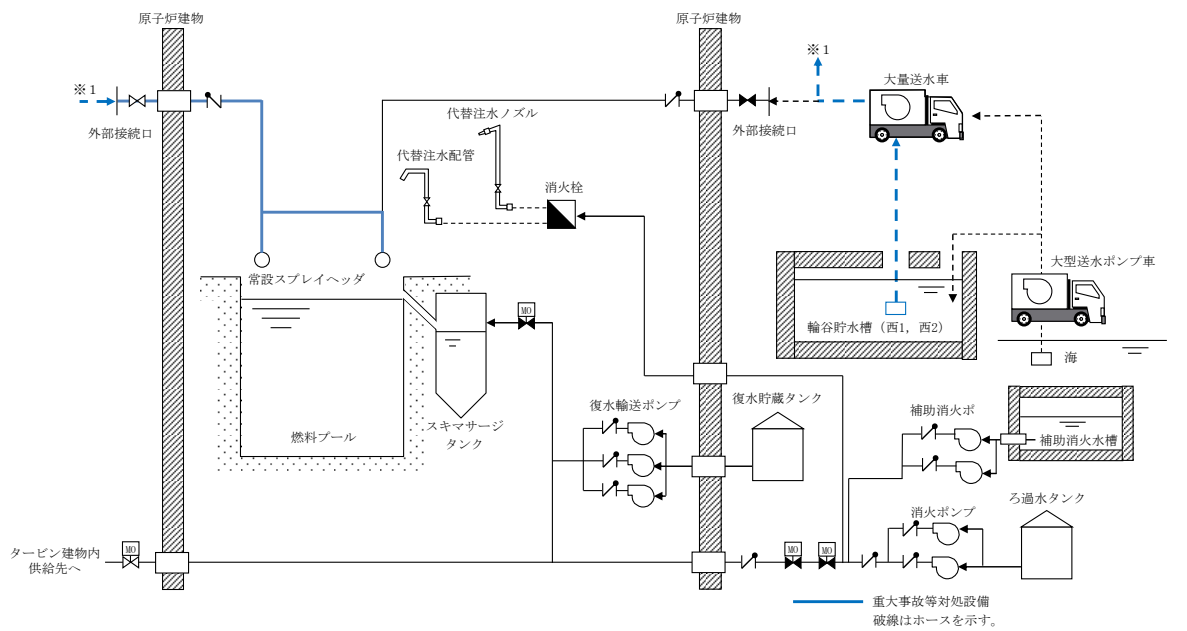 原子炉建物
原子炉建物
※1
※1
大量送水車
外部接続口
外部接続口
代替注水ノズル
代替注水配管
消火栓
常設スプレイヘッダ
大型送水ポンプ車
MO
輪谷貯水槽（西1，西2）
海
復水輸送ポンプ
復水貯蔵タンク
補助消火ポ
スキマサージ
タンク
燃料プール
補助消火水槽
消火ポンプ
ろ過水タンク
タービン建物内
供給先へ
MO
MO
MO
重大事故等対処設備
破線はホースを示す。